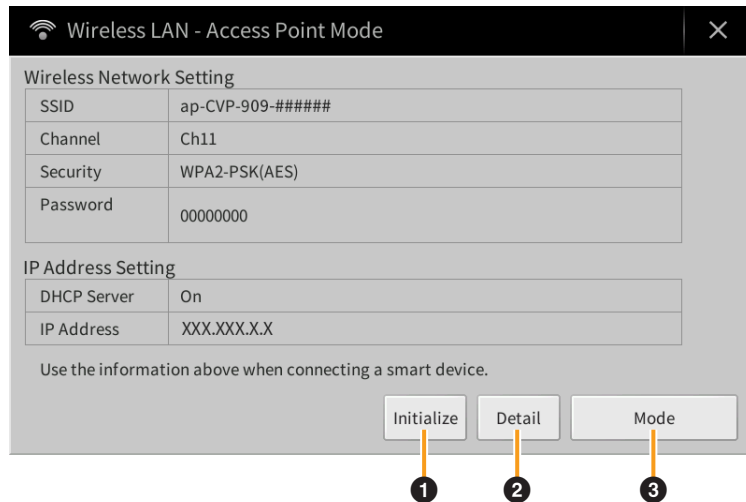 Wireless LAN - Access Point Mode
Wireless Network Setting
SSID ap-CVP-909-######
Channel Ch11
Security WPA2-PSK(AES)
Password 00000000
IP Address Setting
DHCP Server On
IP Address XXX.XXX.X.X
Use the information above when connecting a smart device.
Initialize Detail Mode
1 2 3